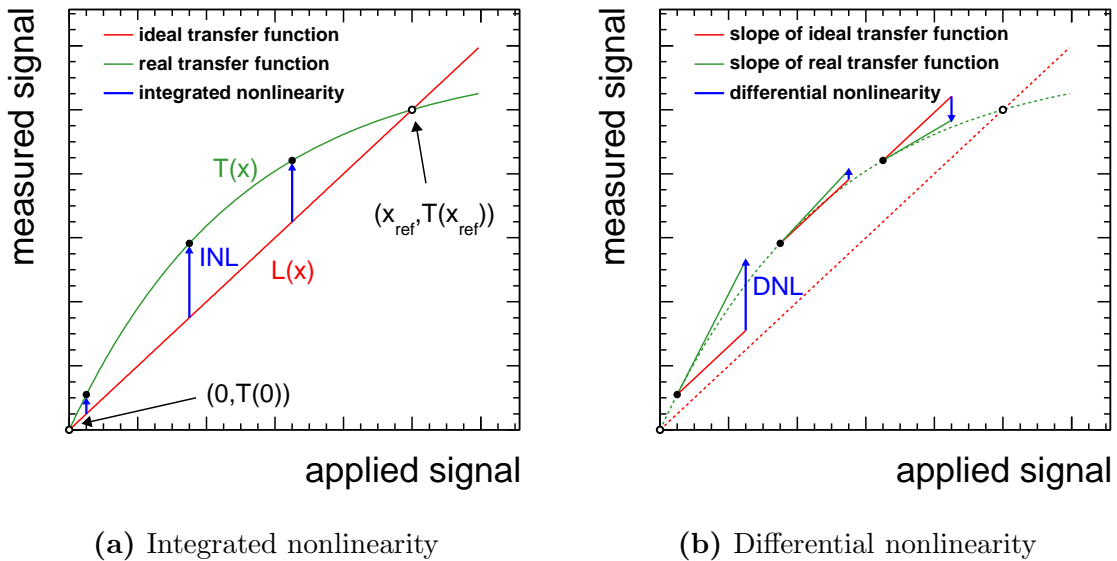 measured signal
ideal transfer function
real transfer function
integrated nonlinearity
T(x)
(x_ref,T(x_ref))
INL
L(x)
(0,T(0))
applied signal
(a) Integrated nonlinearity
measured signal
slope of ideal transfer function
slope of real transfer function
differential nonlinearity
DNL
applied signal
(b) Differential nonlinearity